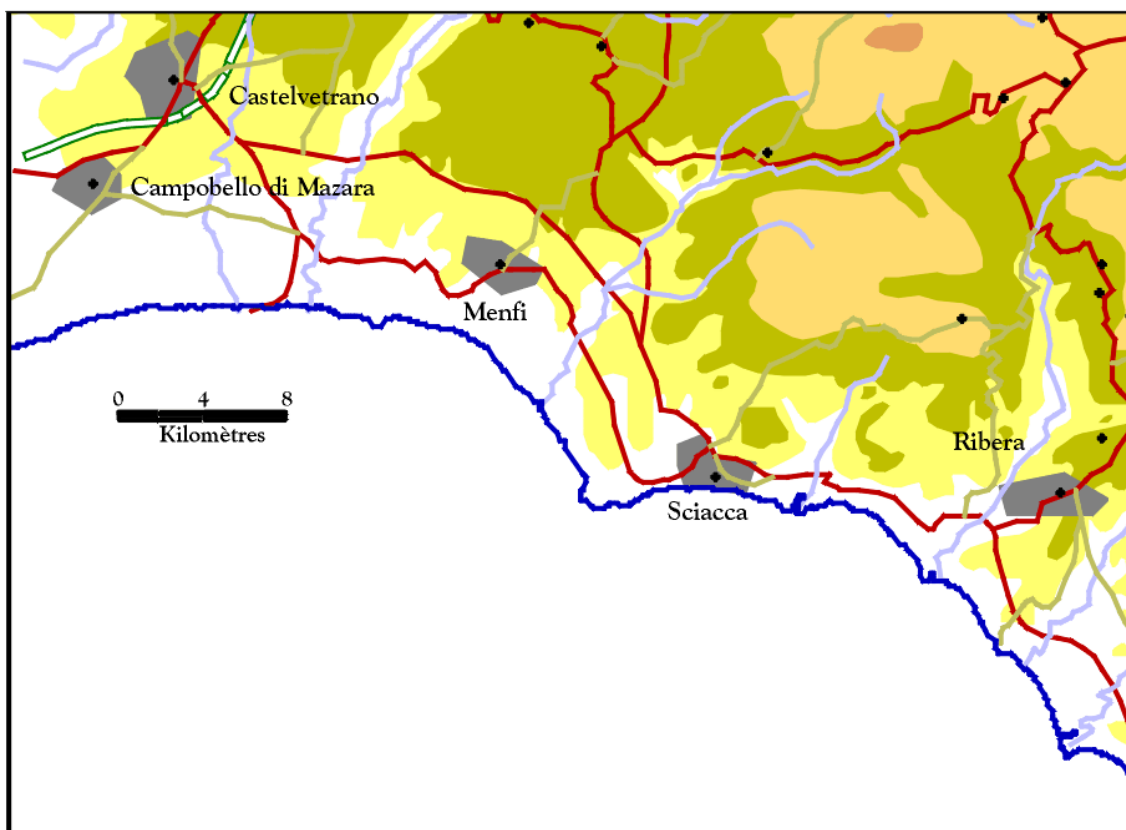 Castelvetrano
Campobello di Mazara
Menfi
0 4 8
Kilomètres
Ribera
Sciacca